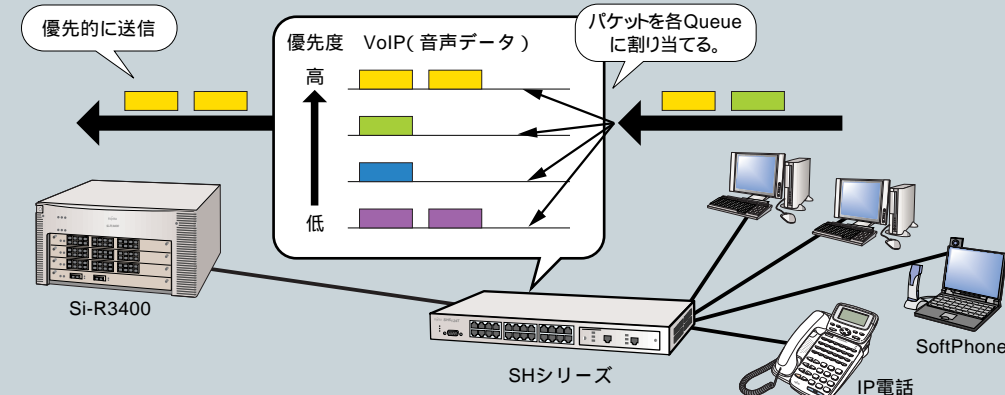 優先的に送信
優先度 VoIP(音声データ)
パケットを各Queue
に割り当てる。
高
低
Si-R3400
SHシリーズ
SoftPhone
IP電話